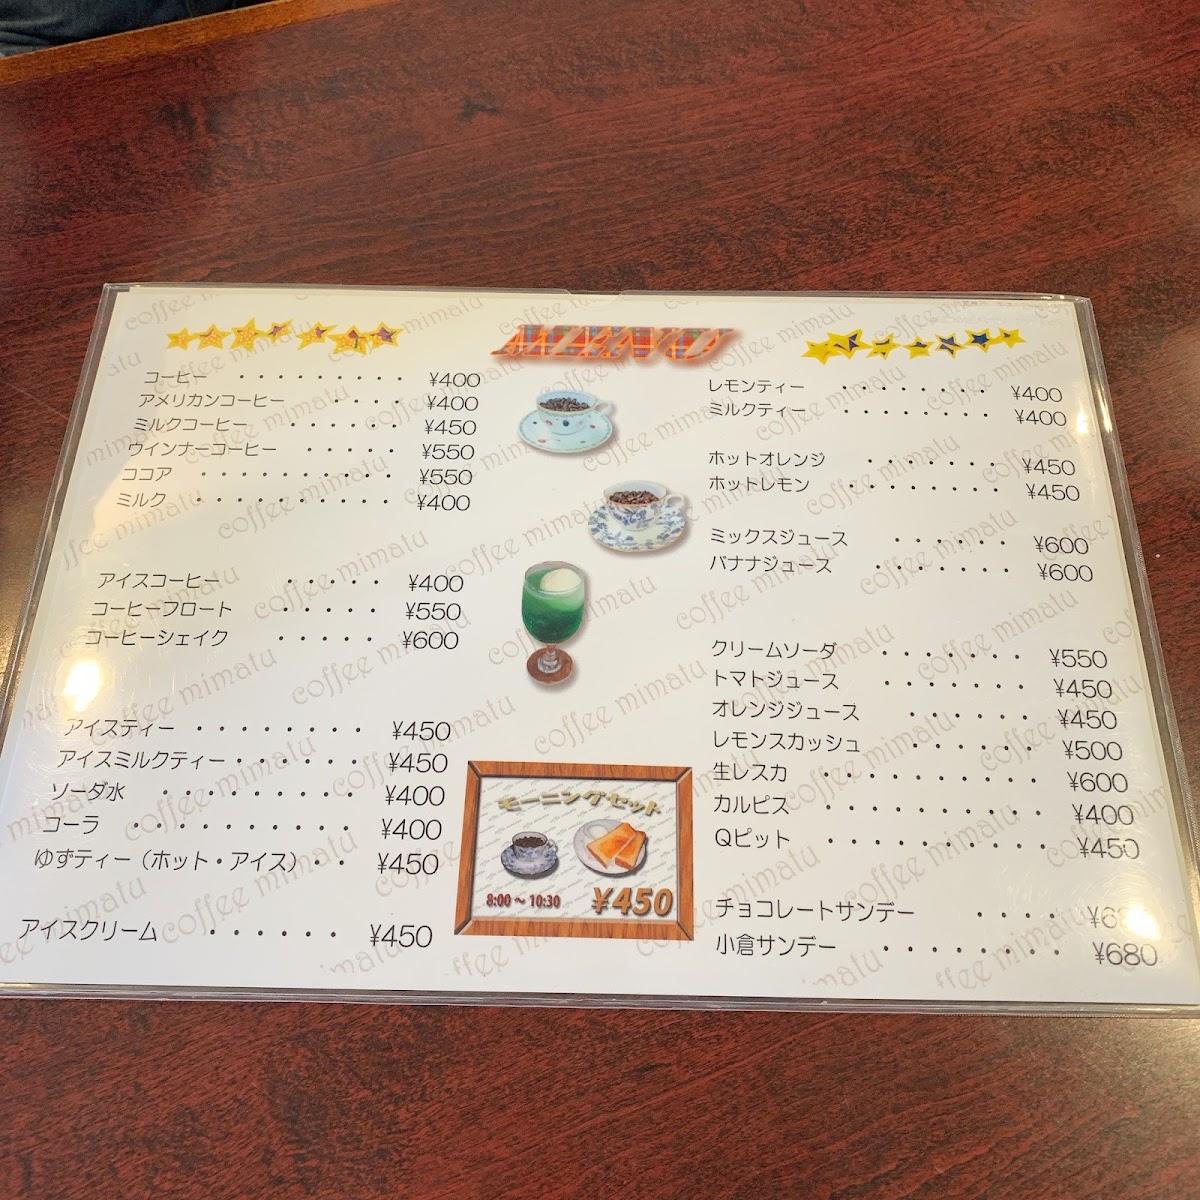 MENU
コーヒー ・・・・・・・・・ ¥400
アメリカンコーヒー ・・・・ ¥400
ミルクコーヒー ・・・・・・ ¥450
ウインナーコーヒー ・・・・・ ¥550
ココア ・・・・・・・・ ¥550
ミルク ・・・・・・・・・ ¥400
アイスコーヒー ・・・・・ ¥400
コーヒーフロート ・・・・・ ¥550
コーヒーシェイク ・・・・・ ¥600
アイスティー ・・・・・・・・ ¥450
アイスミルクティー・・・・・・ ¥450
ソーダ水 ・・・・・・・・ ¥400
コーラ ・・・・・・・・・ ¥400
ゆずティー（ホット・アイス）・・ ¥450
アイスクリーム ・・・・・・ ¥450
モーニングセット
8:00～10:30 ¥450
レモンティー ・・・・・・・ ¥400
ミルクティー ・・・・・・・・ ¥400
ホットオレンジ ・・・・・・ ¥450
ホットレモン ・・・・・・・ ¥450
ミックスジュース ・・・・・・ ¥600
バナナジュース ・・・・・・ ¥600
クリームソーダ ・・・・・・・ ¥550
トマトジュース ・・・・・・・ ¥450
オレンジジュース ・・・・・・ ¥450
レモンスカッシュ ・・・・・・ ¥500
生レスカ ・・・・・・・・・ ¥600
カルピス ・・・・・・・・・ ¥400
Qピット ・・・・・・・・・ ¥450
チョコレートサンデー ・・・・
小倉サンデー ・・・・・・・・ ¥680
coffee mimatu